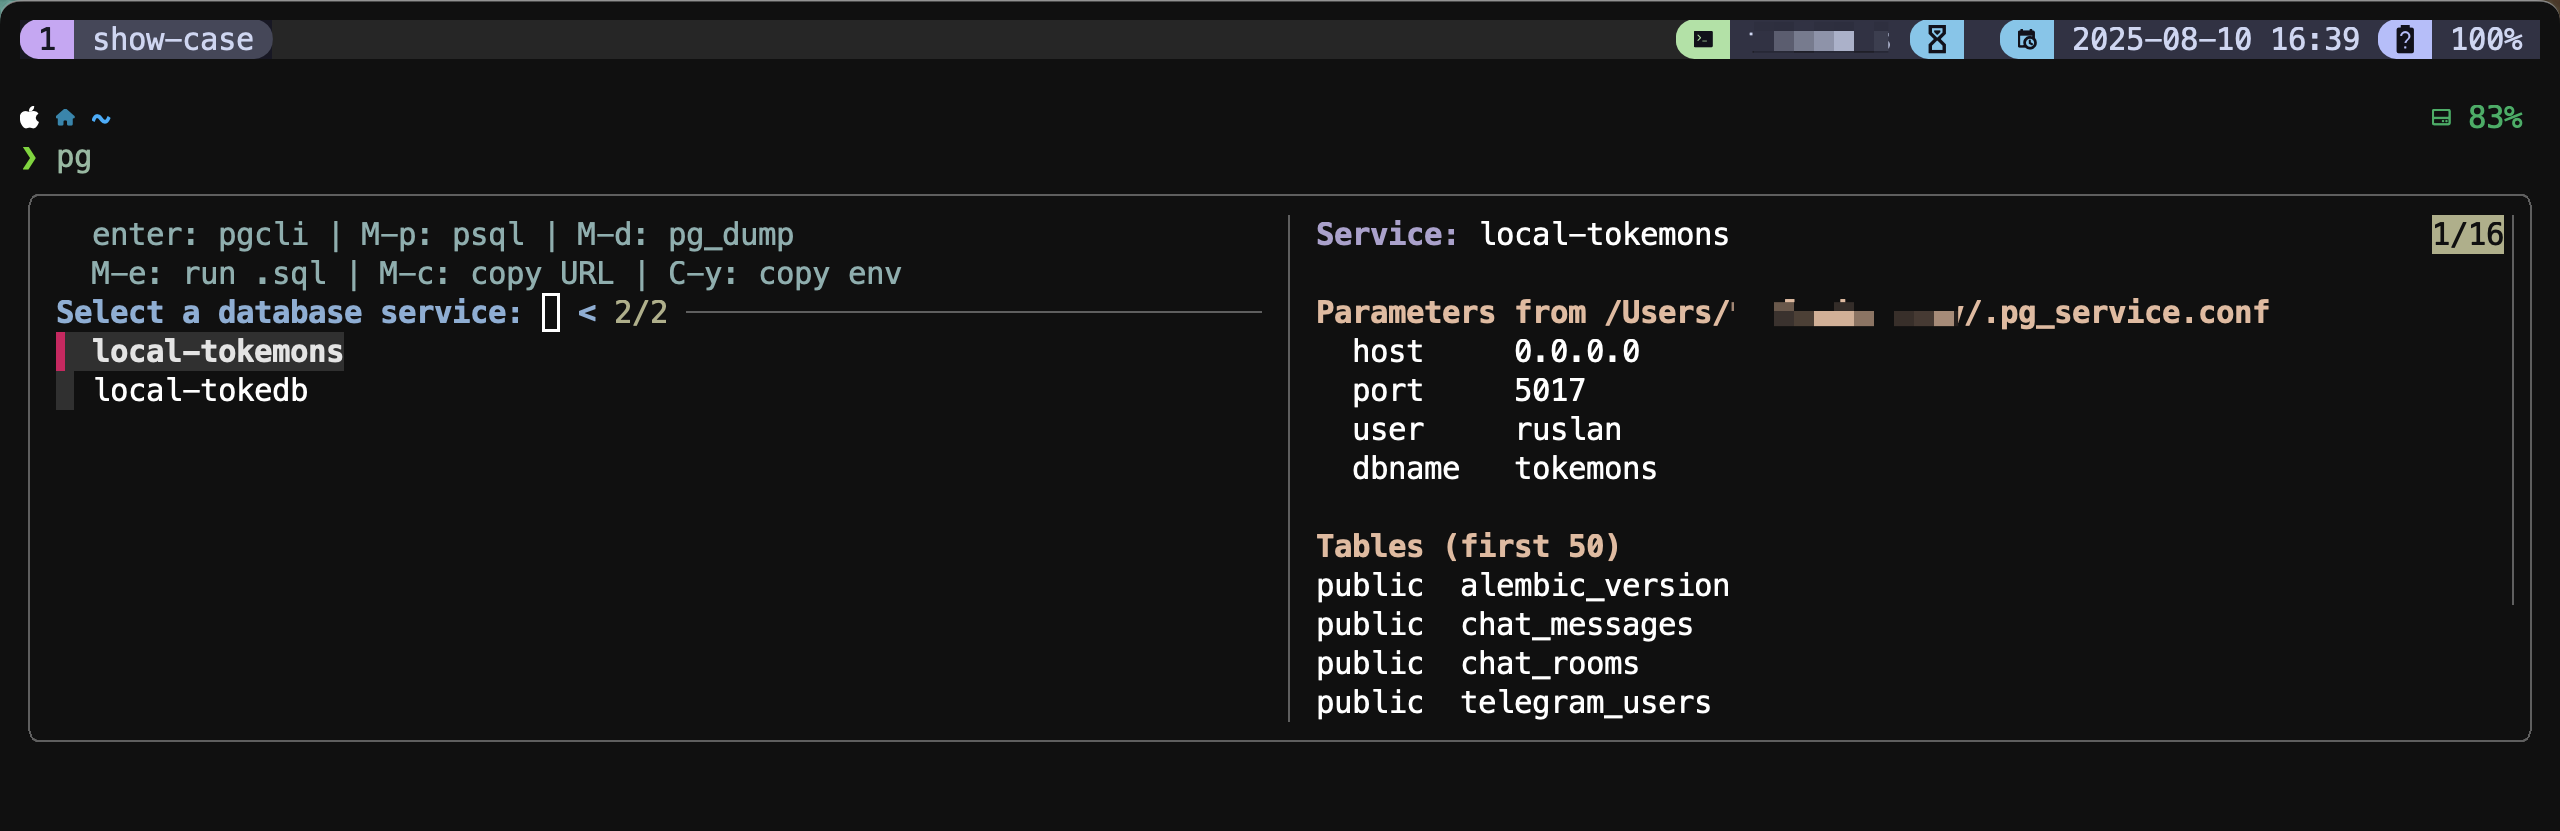 1 show-case 2025-08-10 16:39 100%
~ 83%
❯ pg
enter: pgcli | M-p: psql | M-d: pg_dump
M-e: run .sql | M-c: copy URL | C-y: copy env
Select a database service: < 2/2
local-tokemons
local-tokedb
Service: local-tokemons 1/16
Parameters from /Users/ /.pg_service.conf
host 0.0.0.0
port 5017
user ruslan
dbname tokemons
Tables (first 50)
public alembic_version
public chat_messages
public chat_rooms
public telegram_users